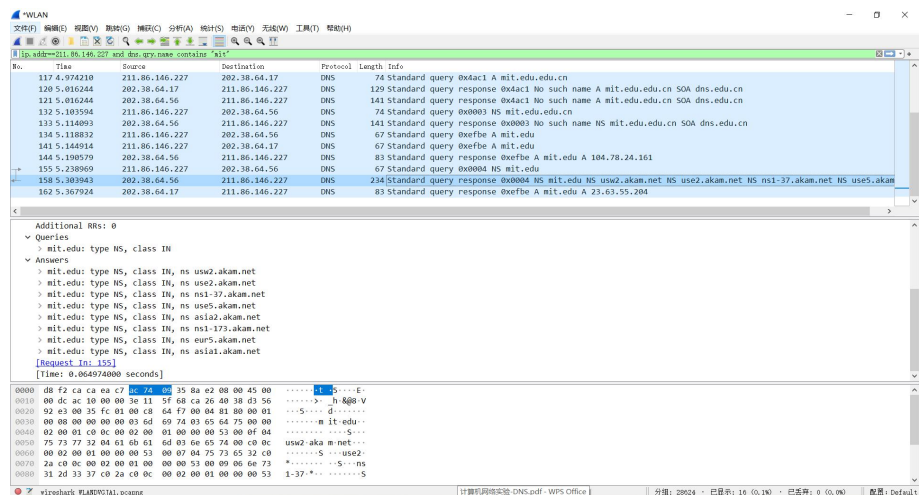 *WLAN
文件(F) 编辑(E) 视图(V) 跳转(G) 捕获(C) 分析(A) 统计(S) 电话(Y) 无线(W) 工具(T) 帮助(H)
ip.addr==211.86.146.227 and dns.qry.name contains "mit"
No. Time Source Destination Protocol Length Info
117 4.974210 211.86.146.227 202.38.64.17 DNS 74 Standard query 0x4ac1 A mit.edu.edu.cn
120 5.016244 202.38.64.17 211.86.146.227 DNS 129 Standard query response 0x4ac1 No such name A mit.edu.edu.cn SOA dns.edu.cn
121 5.016244 202.38.64.56 211.86.146.227 DNS 141 Standard query response 0x4ac1 No such name A mit.edu.edu.cn SOA dns.edu.cn
132 5.103594 211.86.146.227 202.38.64.56 DNS 74 Standard query 0x0003 NS mit.edu.edu.cn
133 5.114093 202.38.64.56 211.86.146.227 DNS 141 Standard query response 0x0003 No such name NS mit.edu.edu.cn SOA dns.edu.cn
134 5.118832 211.86.146.227 202.38.64.56 DNS 67 Standard query 0xefbe A mit.edu
141 5.144914 211.86.146.227 202.38.64.17 DNS 67 Standard query 0xefbe A mit.edu
144 5.190579 202.38.64.56 211.86.146.227 DNS 83 Standard query response 0xefbe A mit.edu A 104.78.24.161
155 5.238969 211.86.146.227 202.38.64.56 DNS 67 Standard query 0x0004 NS mit.edu
158 5.303943 202.38.64.56 211.86.146.227 DNS 234 Standard query response 0x0004 NS mit.edu NS usw2.akam.net NS use2.akam.net NS ns1-37.akam.net NS use5.akam
162 5.367924 202.38.64.17 211.86.146.227 DNS 83 Standard query response 0xefbe A mit.edu A 23.63.55.204
Additional RRs: 0
Queries
mit.edu: type NS, class IN
Answers
mit.edu: type NS, class IN, ns usw2.akam.net
mit.edu: type NS, class IN, ns use2.akam.net
mit.edu: type NS, class IN, ns ns1-37.akam.net
mit.edu: type NS, class IN, ns use5.akam.net
mit.edu: type NS, class IN, ns asia2.akam.net
mit.edu: type NS, class IN, ns ns1-173.akam.net
mit.edu: type NS, class IN, ns eur5.akam.net
mit.edu: type NS, class IN, ns asia1.akam.net
[Request In: 155]
[Time: 0.064974000 seconds]
0000 d8 f2 ca ca ea c7 ac 74 09 35 8a e2 08 00 45 00 ·······t ·5····E·
0010 00 dc ac 10 00 00 3e 11 5f 68 ca 26 40 38 d3 56 ······>· _h·&@8·V
0020 92 e3 00 35 fc 01 00 c8 64 f7 00 04 81 80 00 01 ···5···· d·······
0030 00 08 00 00 00 00 03 6d 69 74 03 65 64 75 00 00 ·······m it·edu··
0040 02 00 01 c0 0c 00 02 00 01 00 00 00 53 00 0f 04 ········ ····S···
0050 75 73 77 32 04 61 6b 61 6d 03 6e 65 74 00 c0 0c usw2·aka m·net···
0060 00 02 00 01 00 00 00 53 00 07 04 75 73 65 32 c0 ·······S ···use2·
0070 2a c0 0c 00 02 00 01 00 00 00 53 00 09 06 6e 73 *······· ··S···ns
0080 31 2d 33 37 c0 2a c0 0c 00 02 00 01 00 00 00 53 1-37·*·· ·······S
计算机网络实验-DNS.pdf - WPS Office
分组: 28624 · 已显示: 16 (0.1%) · 已丢弃: 0 (0.0%) 配置: Default